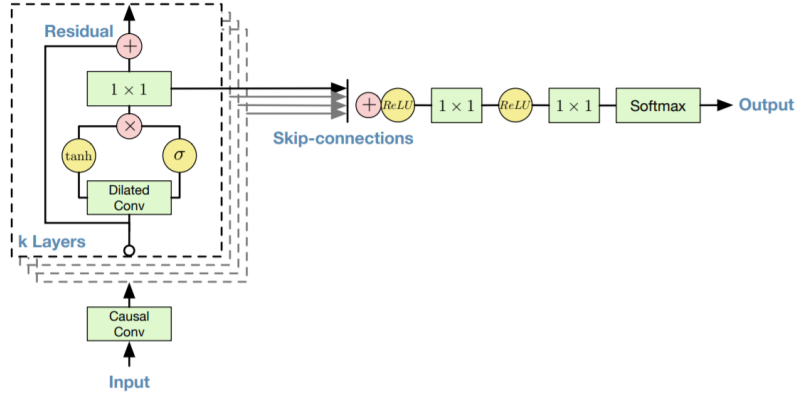 Residual
+
1 × 1
×
tanh
σ
Dilated
Conv
k Layers
Causal
Conv
Input
Skip-connections
+
ReLU
1 × 1
ReLU
1 × 1
Softmax
Output